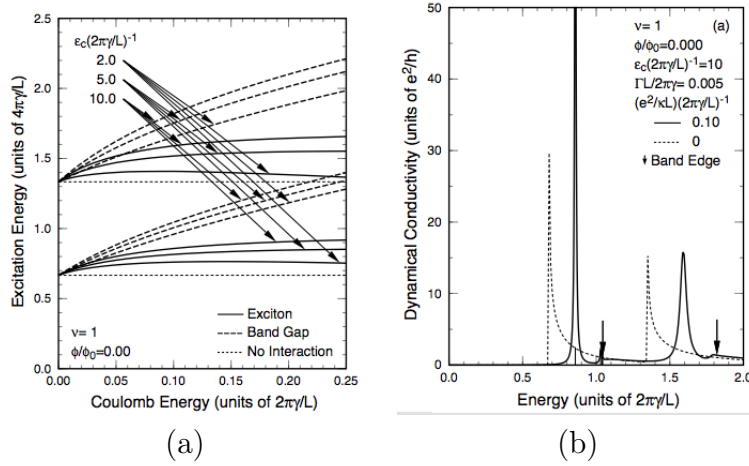 2.5
2.0
1.5
1.0
0.5
0.0
0.00 0.05 0.10 0.15 0.20 0.25
Excitation Energy (units of 4πγ/L)
Coulomb Energy (units of 2πγ/L)
εc(2πγ/L)-1
2.0
5.0
10.0
ν= 1
ϕ/ϕ0=0.00
Exciton
Band Gap
No Interaction
(a)
50
40
30
20
10
0
0.0 0.5 1.0 1.5 2.0
Dynamical Conductivity (units of e2/h)
Energy (units of 2πγ/L)
ν= 1 (a)
ϕ/ϕ0=0.000
εc(2πγ/L)-1=10
ΓL/2πγ= 0.005
(e2/κL)(2πγ/L)-1
0.10
0
Band Edge
(b)